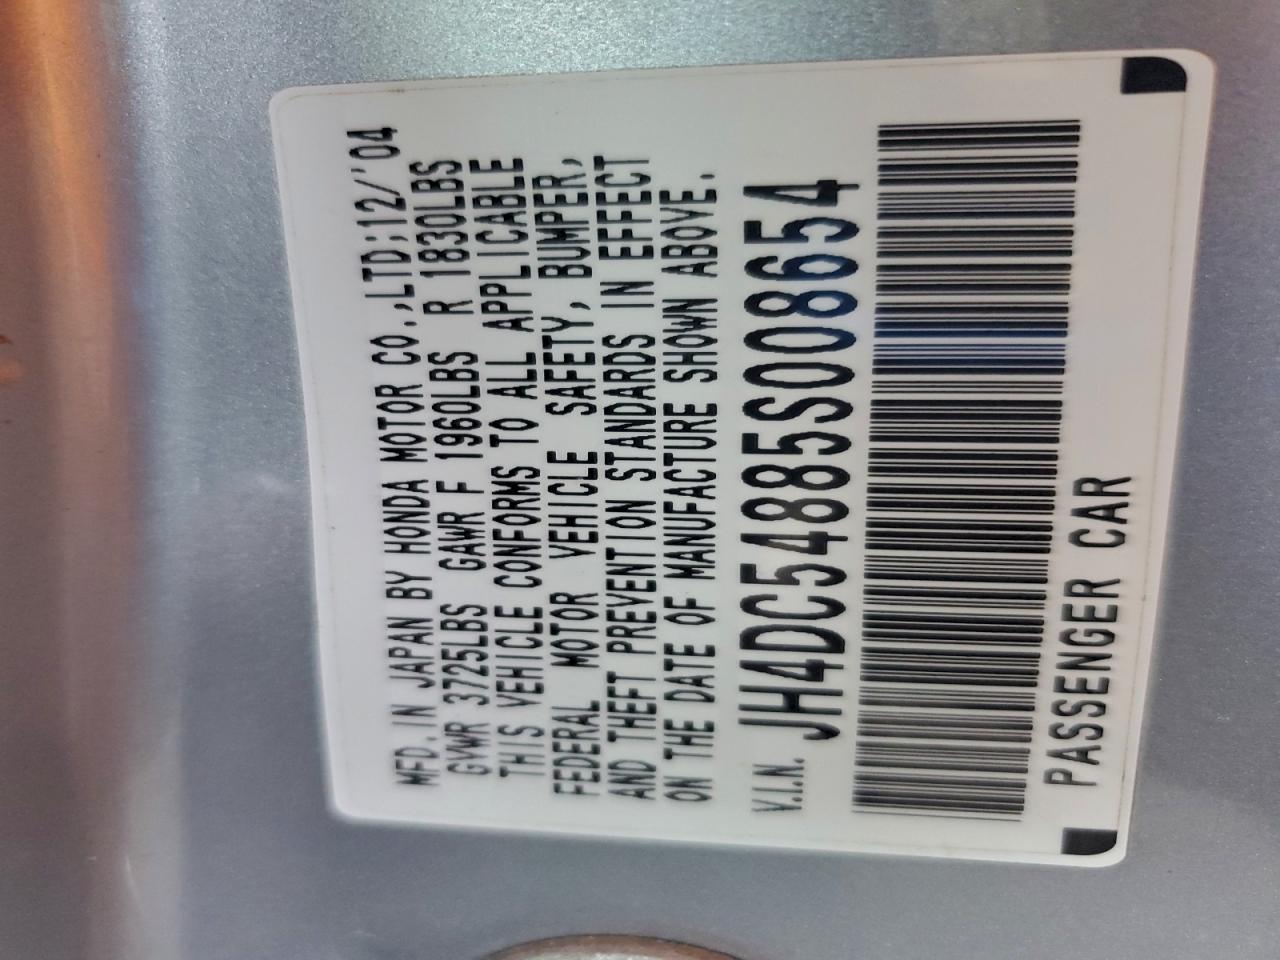 MFD.IN JAPAN BY HONDA MOTOR CO.,LTD:12/'04
GVWR 3725LBS GAWR F 1960LBS R 1830LBS
THIS VEHICLE CONFORMS TO ALL APPLICABLE
FEDERAL MOTOR VEHICLE SAFETY, BUMPER,
AND THEFT PREVENTION STANDARDS IN EFFECT
ON THE DATE OF MANUFACTURE SHOWN ABOVE.
V.I.N. JH4DC54885S008654
PASSENGER CAR